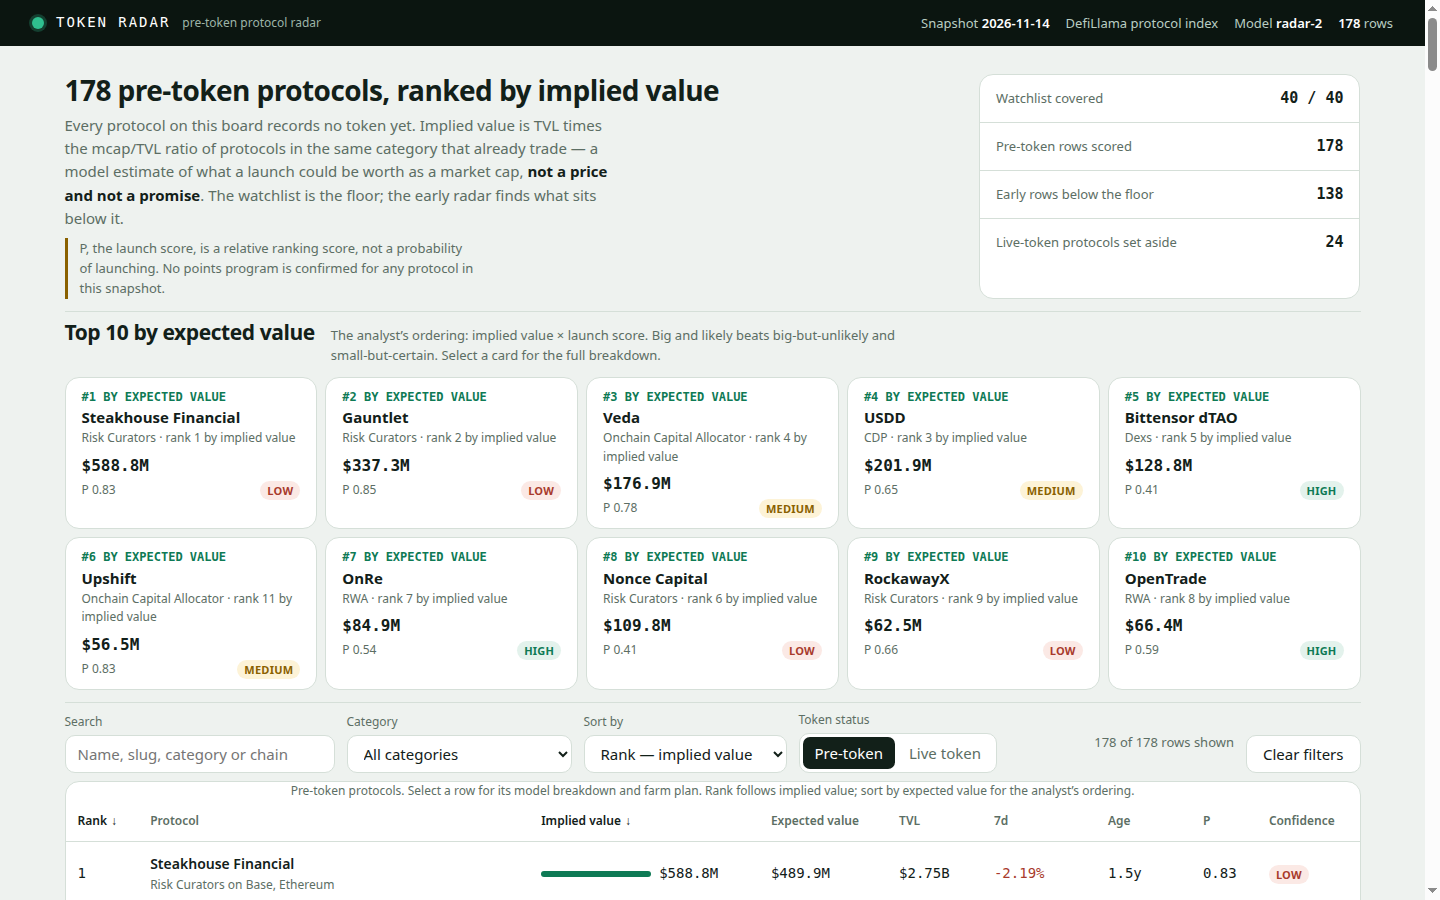 TOKEN RADAR pre-token protocol radar
Snapshot 2026-11-14 DefiLlama protocol index Model radar-2 178 rows
178 pre-token protocols, ranked by implied value
Every protocol on this board records no token yet. Implied value is TVL times
the mcap/TVL ratio of protocols in the same category that already trade — a
model estimate of what a launch could be worth as a market cap, not a price
and not a promise. The watchlist is the floor; the early radar finds what sits
below it.
P, the launch score, is a relative ranking score, not a probability
of launching. No points program is confirmed for any protocol in
this snapshot.
Watchlist covered 40 / 40
Pre-token rows scored 178
Early rows below the floor 138
Live-token protocols set aside 24
Top 10 by expected value
The analyst’s ordering: implied value × launch score. Big and likely beats big-but-unlikely and
small-but-certain. Select a card for the full breakdown.
#1 BY EXPECTED VALUE
Steakhouse Financial
Risk Curators · rank 1 by implied value
$588.8M
P 0.83 LOW
#2 BY EXPECTED VALUE
Gauntlet
Risk Curators · rank 2 by implied value
$337.3M
P 0.85 LOW
#3 BY EXPECTED VALUE
Veda
Onchain Capital Allocator · rank 4 by
implied value
$176.9M
P 0.78 MEDIUM
#4 BY EXPECTED VALUE
USDD
CDP · rank 3 by implied value
$201.9M
P 0.65 MEDIUM
#5 BY EXPECTED VALUE
Bittensor dTAO
Dexs · rank 5 by implied value
$128.8M
P 0.41 HIGH
#6 BY EXPECTED VALUE
Upshift
Onchain Capital Allocator · rank 11 by
implied value
$56.5M
P 0.83 MEDIUM
#7 BY EXPECTED VALUE
OnRe
RWA · rank 7 by implied value
$84.9M
P 0.54 HIGH
#8 BY EXPECTED VALUE
Nonce Capital
Risk Curators · rank 6 by implied value
$109.8M
P 0.41 LOW
#9 BY EXPECTED VALUE
RockawayX
Risk Curators · rank 9 by implied value
$62.5M
P 0.66 LOW
#10 BY EXPECTED VALUE
OpenTrade
RWA · rank 8 by implied value
$66.4M
P 0.59 HIGH
Search Category Sort by Token status
Name, slug, category or chain All categories Rank — implied value Pre-token Live token 178 of 178 rows shown Clear filters
Pre-token protocols. Select a row for its model breakdown and farm plan. Rank follows implied value; sort by expected value for the analyst’s ordering.
Rank ↓ Protocol Implied value ↓ Expected value TVL 7d Age P Confidence
1 Steakhouse Financial $588.8M $489.9M $2.75B -2.19% 1.5y 0.83 LOW
Risk Curators on Base, Ethereum